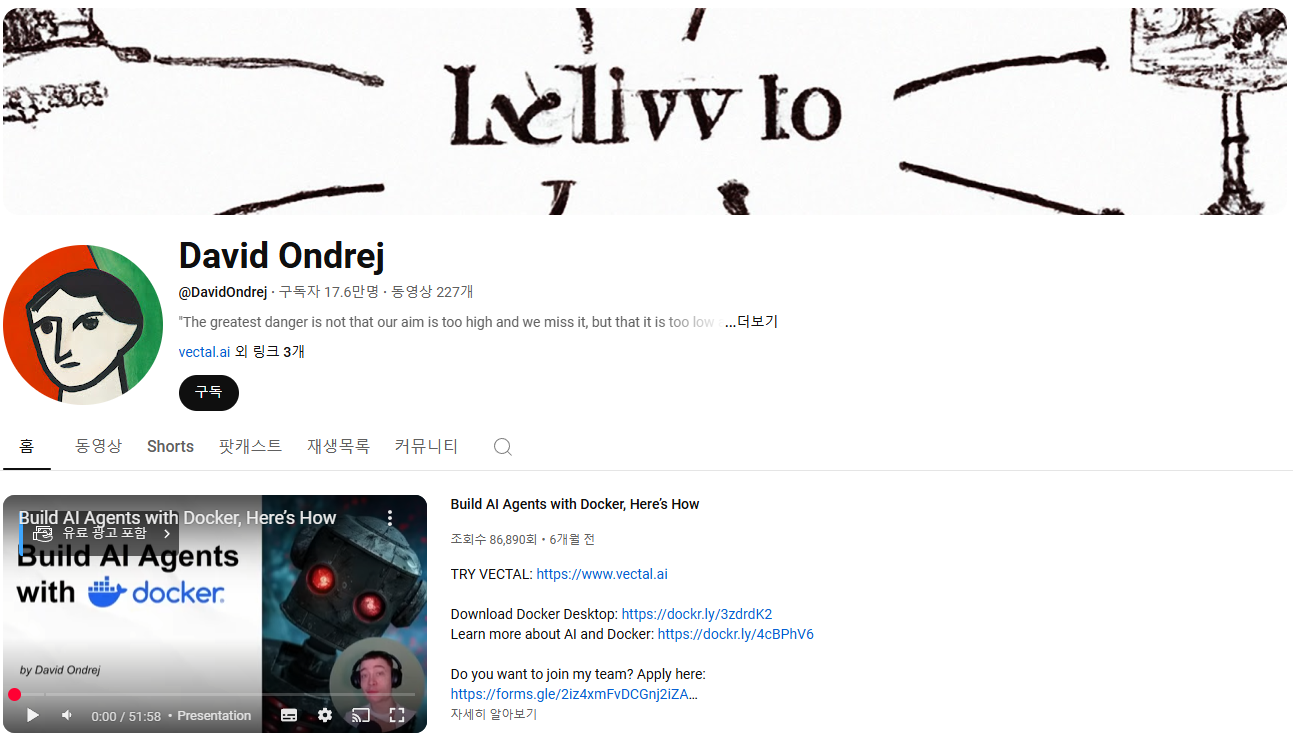 David Ondrej
@DavidOndrej · 구독자 17.6만명 · 동영상 227개
"The greatest danger is not that our aim is too high and we miss it, but that it is too low ...더보기
vectal.ai 외 링크 3개
구독
홈 동영상 Shorts 팟캐스트 재생목록 커뮤니티
Build AI Agents with Docker, Here’s How
유료 광고 포함
Build AI Agents
with docker.
by David Ondrej
0:00 / 51:58 • Presentation
Build AI Agents with Docker, Here’s How
조회수 86,890회 • 6개월 전
TRY VECTAL: https://www.vectal.ai
Download Docker Desktop: https://dockr.ly/3zdrdK2
Learn more about AI and Docker: https://dockr.ly/4cBPhV6
Do you want to join my team? Apply here:
https://forms.gle/2iz4xmFvDCGnj2iZA...
자세히 알아보기